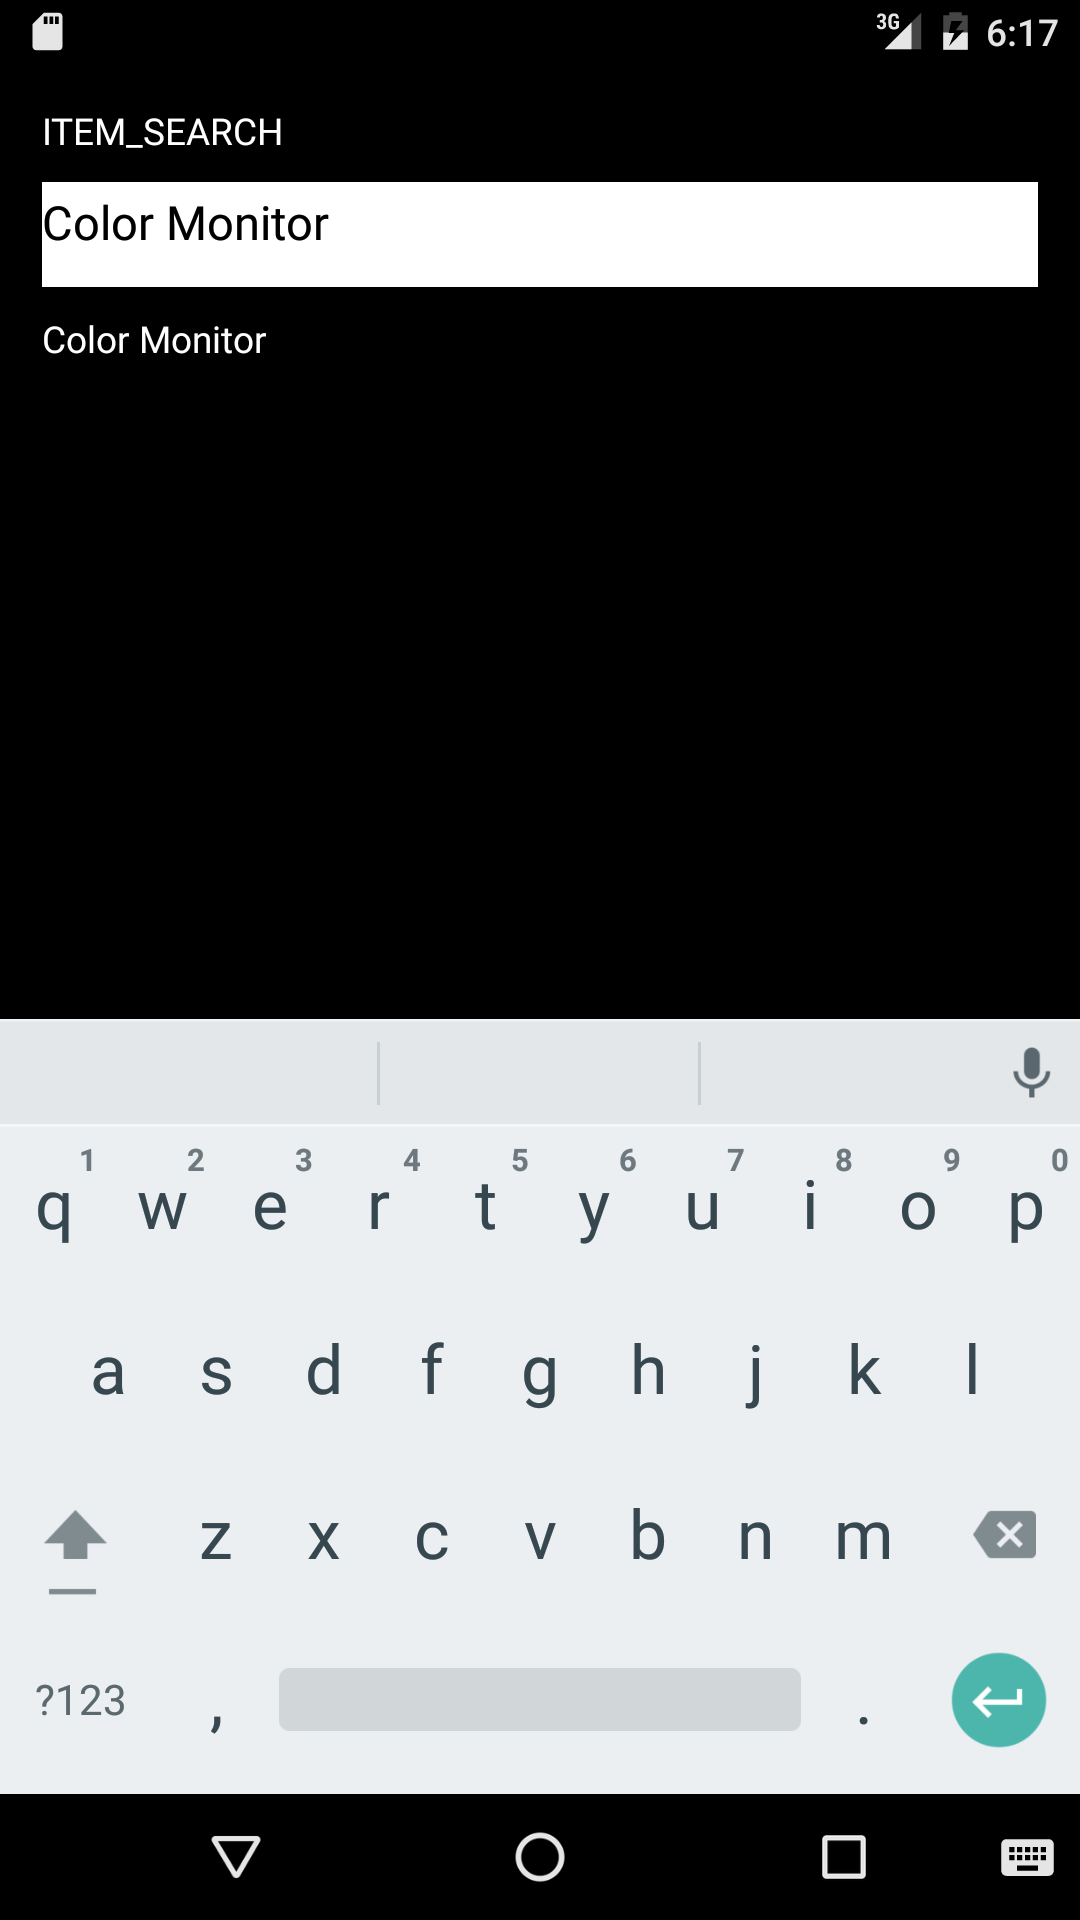 3G 6:17
ITEM_SEARCH
Color Monitor
Color Monitor
1 2 3 4 5 6 7 8 9 0
q w e r t y u i o p
a s d f g h j k l
z x c v b n m
?123 , .